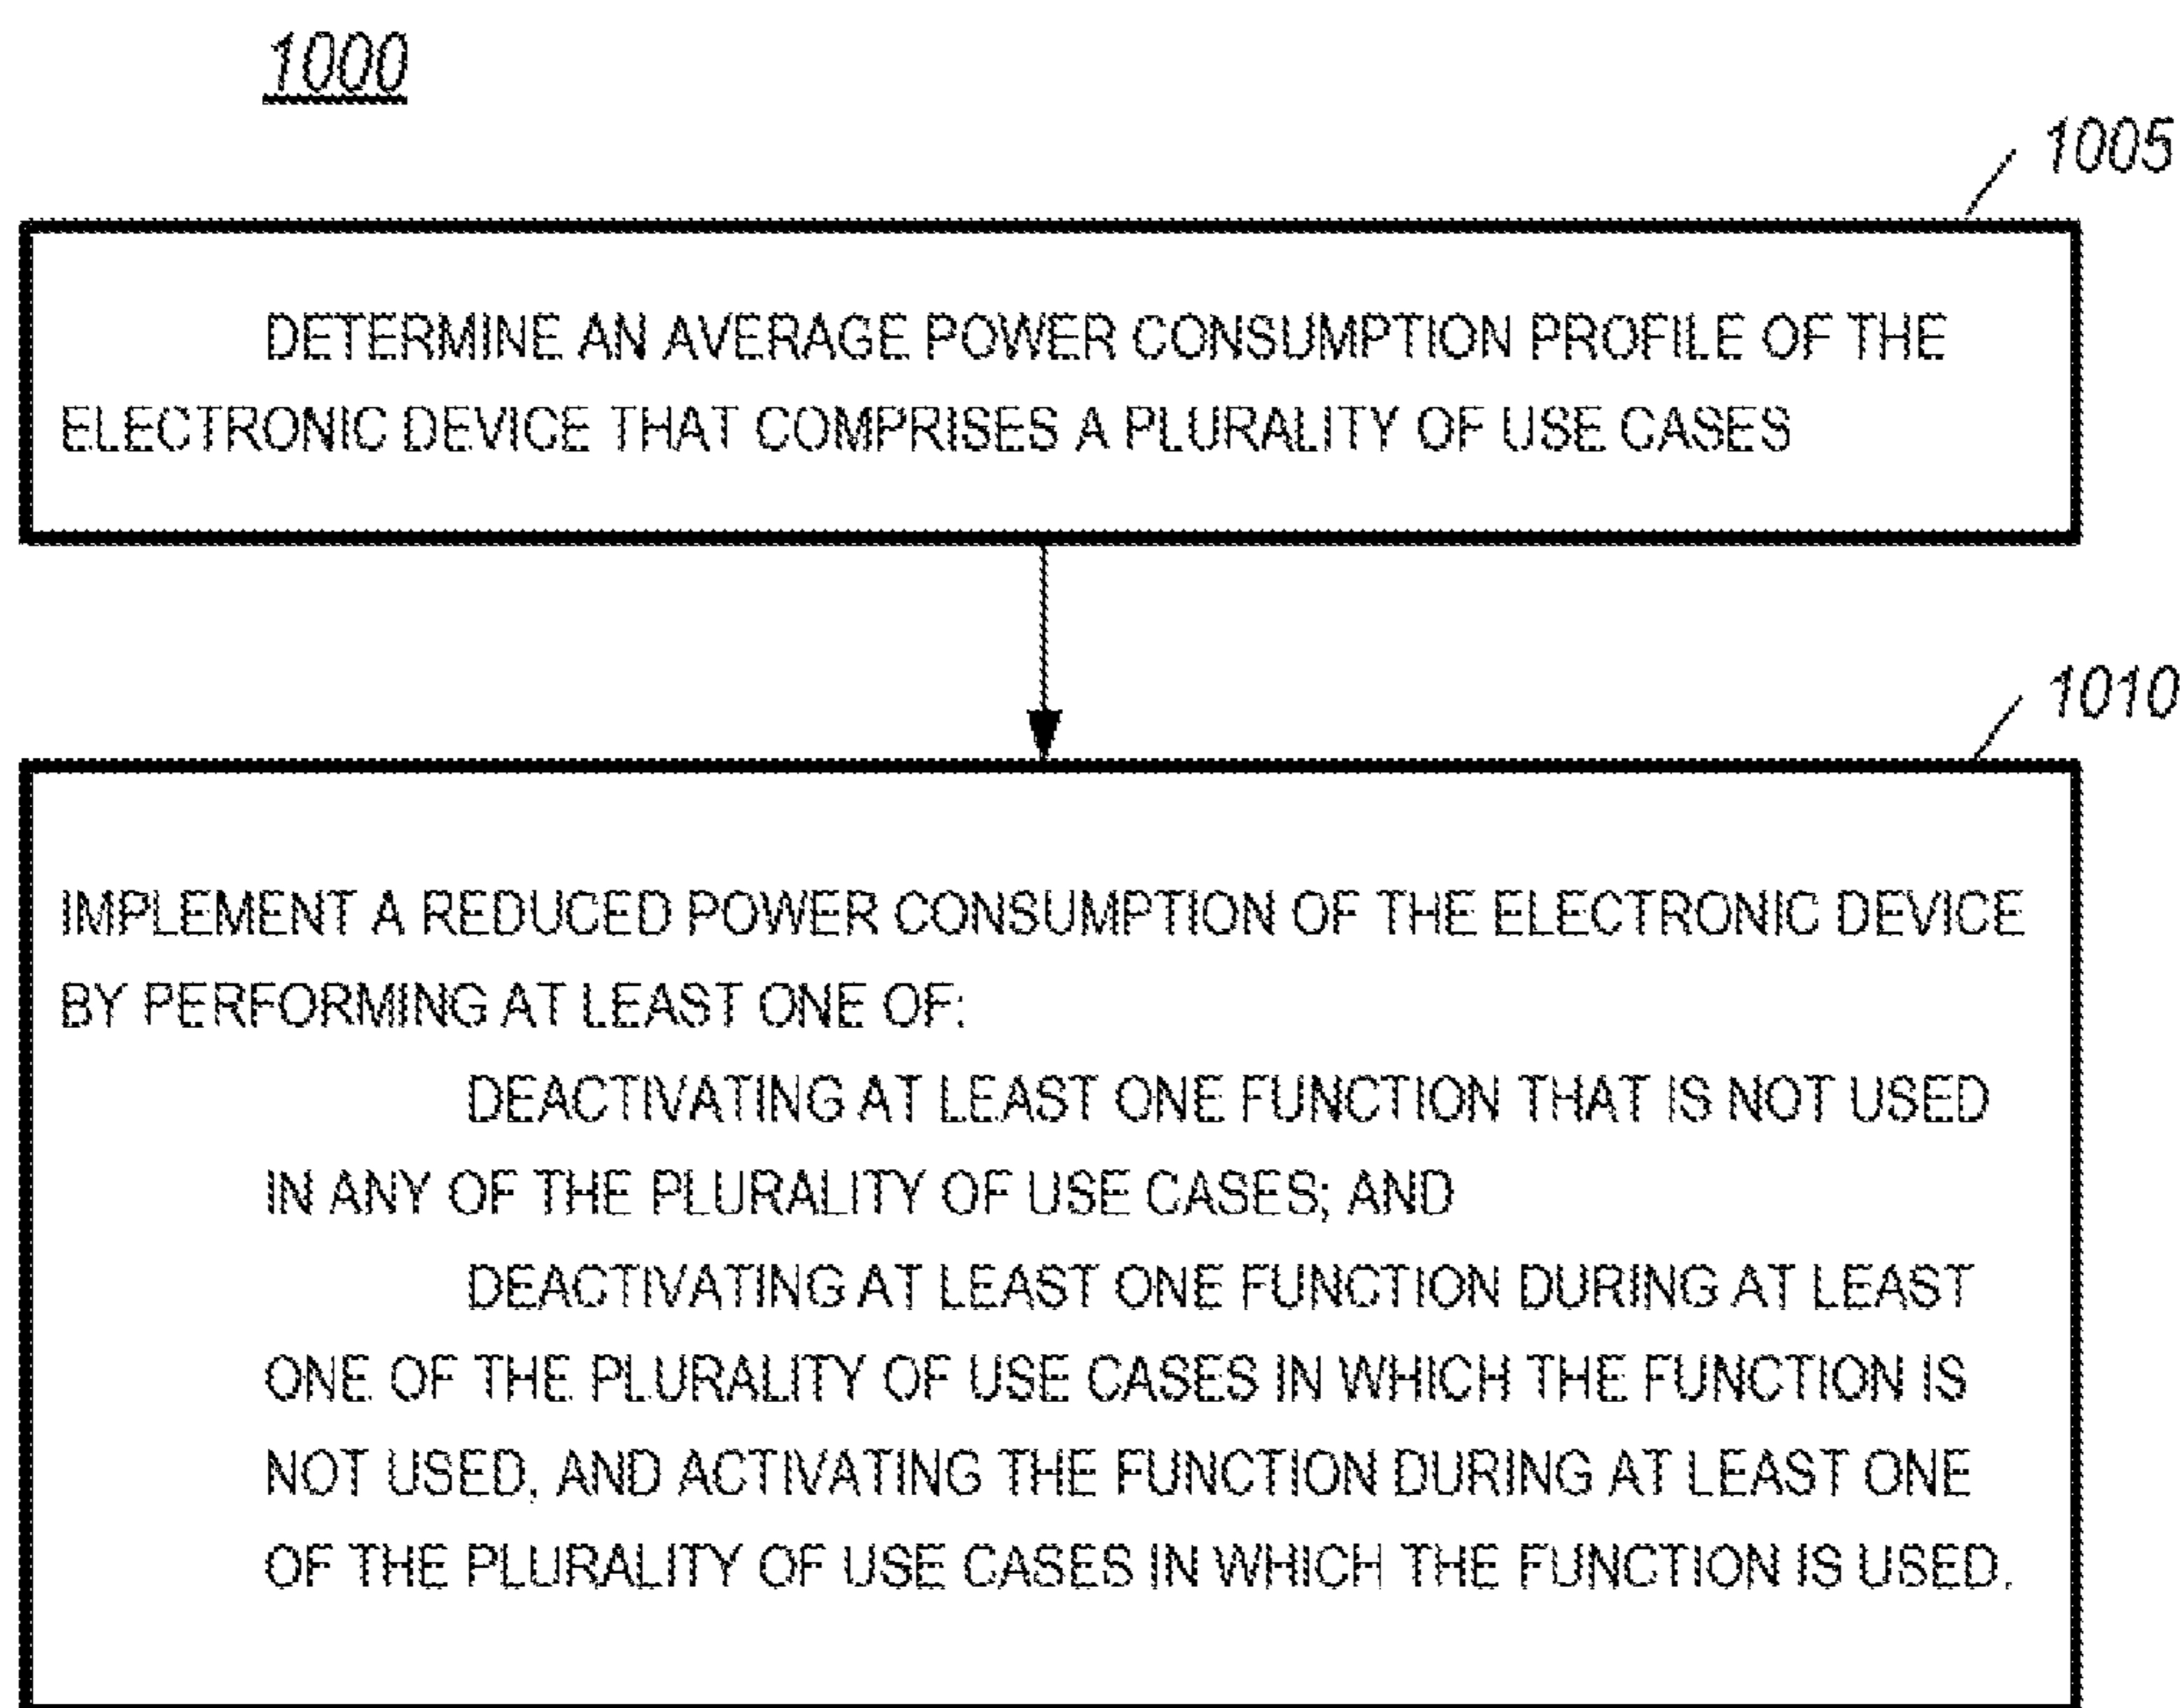 1000
1005
DETERMINE AN AVERAGE POWER CONSUMPTION PROFILE OF THE
ELECTRONIC DEVICE THAT COMPRISES A PLURALITY OF USE CASES
1010
IMPLEMENT A REDUCED POWER CONSUMPTION OF THE ELECTRONIC DEVICE
BY PERFORMING AT LEAST ONE OF:
DEACTIVATING AT LEAST ONE FUNCTION THAT IS NOT USED
IN ANY OF THE PLURALITY OF USE CASES; AND
DEACTIVATING AT LEAST ONE FUNCTION DURING AT LEAST
ONE OF THE PLURALITY OF USE CASES IN WHICH THE FUNCTION IS
NOT USED, AND ACTIVATING THE FUNCTION DURING AT LEAST ONE
OF THE PLURALITY OF USE CASES IN WHICH THE FUNCTION IS USED.